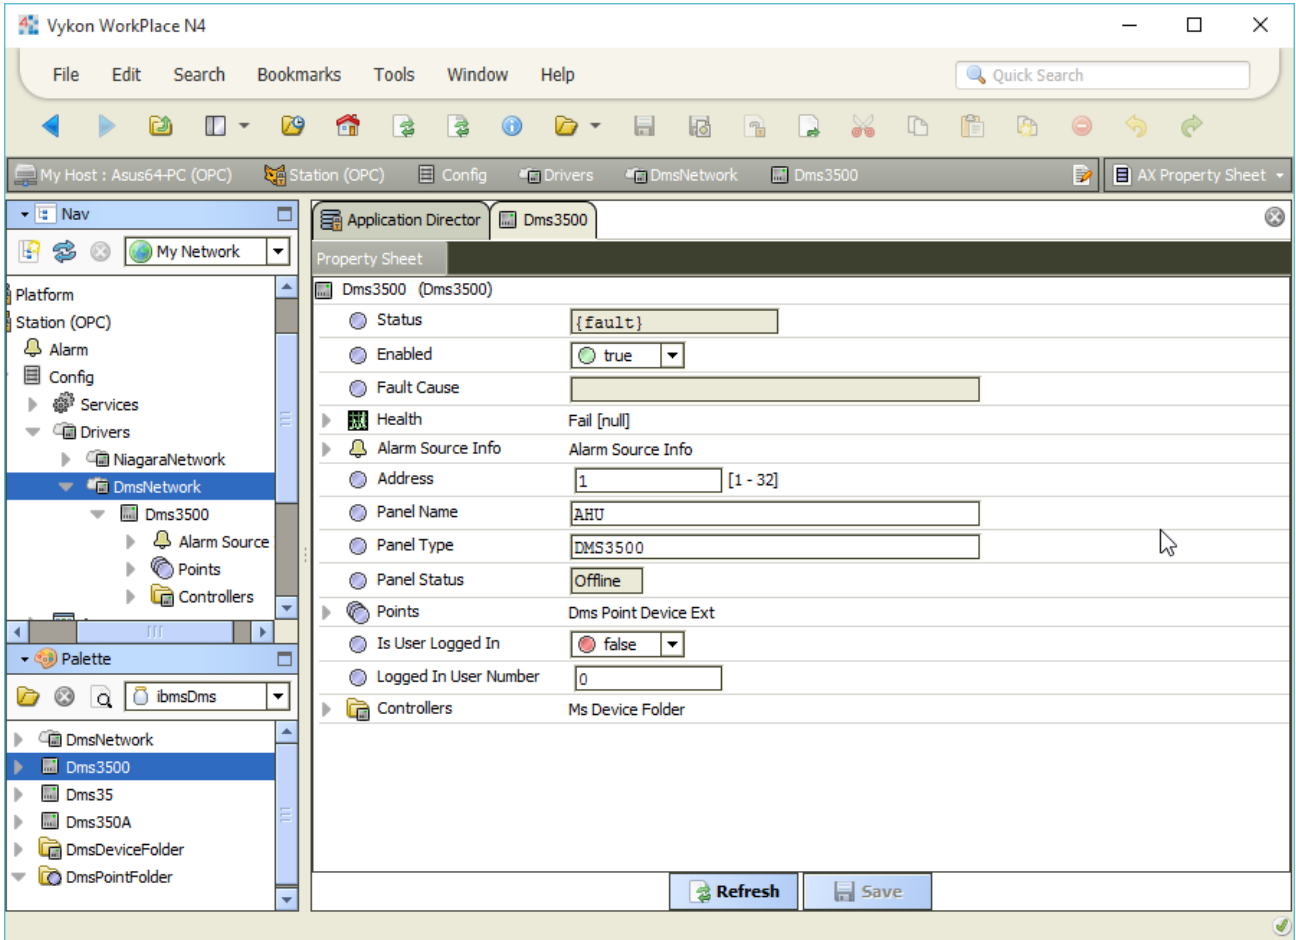 Vykon WorkPlace N4
File Edit Search Bookmarks Tools Window Help
Quick Search
My Host : Asus64-PC (OPC) Station (OPC) Config Drivers DmsNetwork Dms3500 AX Property Sheet
Nav
My Network
Platform
Station (OPC)
Alarm
Config
Services
Drivers
NiagaraNetwork
DmsNetwork
Dms3500
Alarm Source
Points
Controllers
Palette
ibmsDms
DmsNetwork
Dms3500
Dms35
Dms350A
DmsDeviceFolder
DmsPointFolder
Application Director Dms3500
Property Sheet
Dms3500 (Dms3500)
Status {fault}
Enabled true
Fault Cause
Health Fail [null]
Alarm Source Info Alarm Source Info
Address 1 [1 - 32]
Panel Name AHU
Panel Type DMS3500
Panel Status Offline
Points Dms Point Device Ext
Is User Logged In false
Logged In User Number 0
Controllers Ms Device Folder
Refresh Save